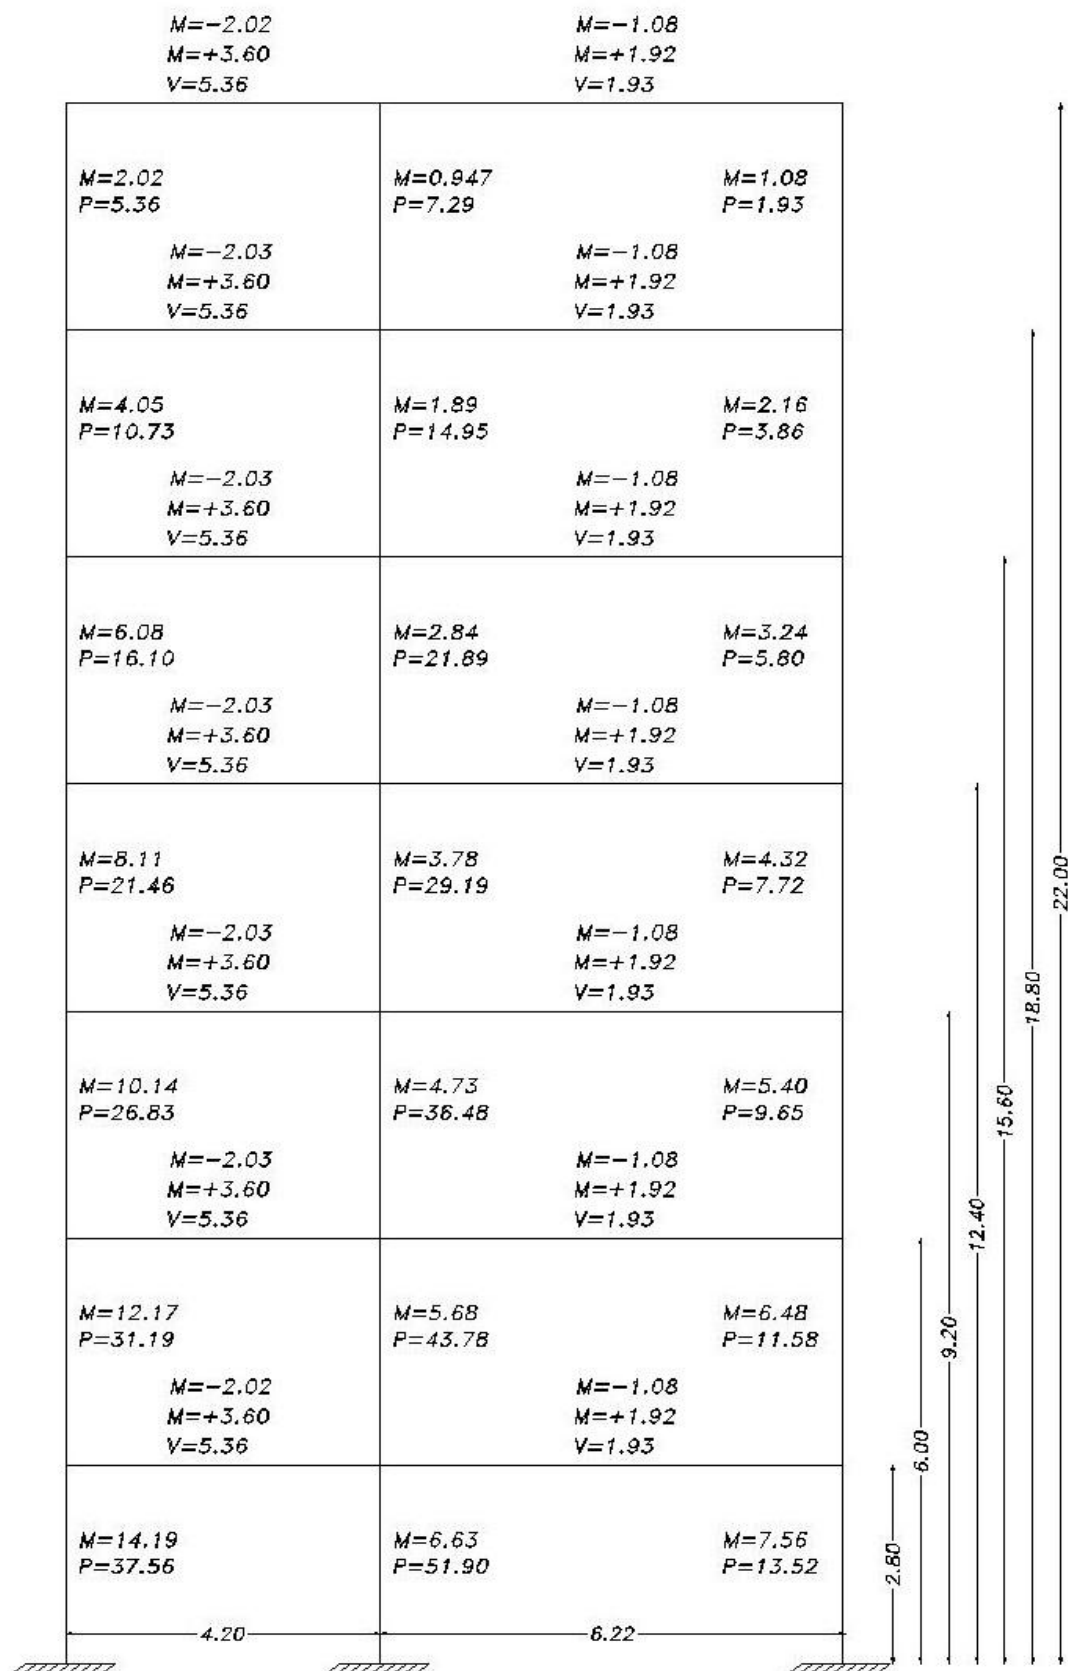 M=-2.02 M=-1.08
M=+3.60 M=+1.92
V=5.36 V=1.93
M=2.02 M=0.947 M=1.08
P=5.36 P=7.29 P=1.93
M=-2.03 M=-1.08
M=+3.60 M=+1.92
V=5.36 V=1.93
M=4.05 M=1.89 M=2.16
P=10.73 P=14.95 P=3.86
M=-2.03 M=-1.08
M=+3.60 M=+1.92
V=5.36 V=1.93
M=6.08 M=2.84 M=3.24
P=16.10 P=21.89 P=5.80
M=-2.03 M=-1.08
M=+3.60 M=+1.92
V=5.36 V=1.93
M=8.11 M=3.78 M=4.32
P=21.46 P=29.19 P=7.72
M=-2.03 M=-1.08
M=+3.60 M=+1.92
V=5.36 V=1.93
M=10.14 M=4.73 M=5.40
P=26.83 P=36.48 P=9.65
M=-2.03 M=-1.08
M=+3.60 M=+1.92
V=5.36 V=1.93
M=12.17 M=5.68 M=6.48
P=31.19 P=43.78 P=11.58
M=-2.02 M=-1.08
M=+3.60 M=+1.92
V=5.36 V=1.93
M=14.19 M=6.63 M=7.56
P=37.56 P=51.90 P=13.52
4.20 6.22
2.80
6.00
9.20
12.40
15.60
18.80
22.00